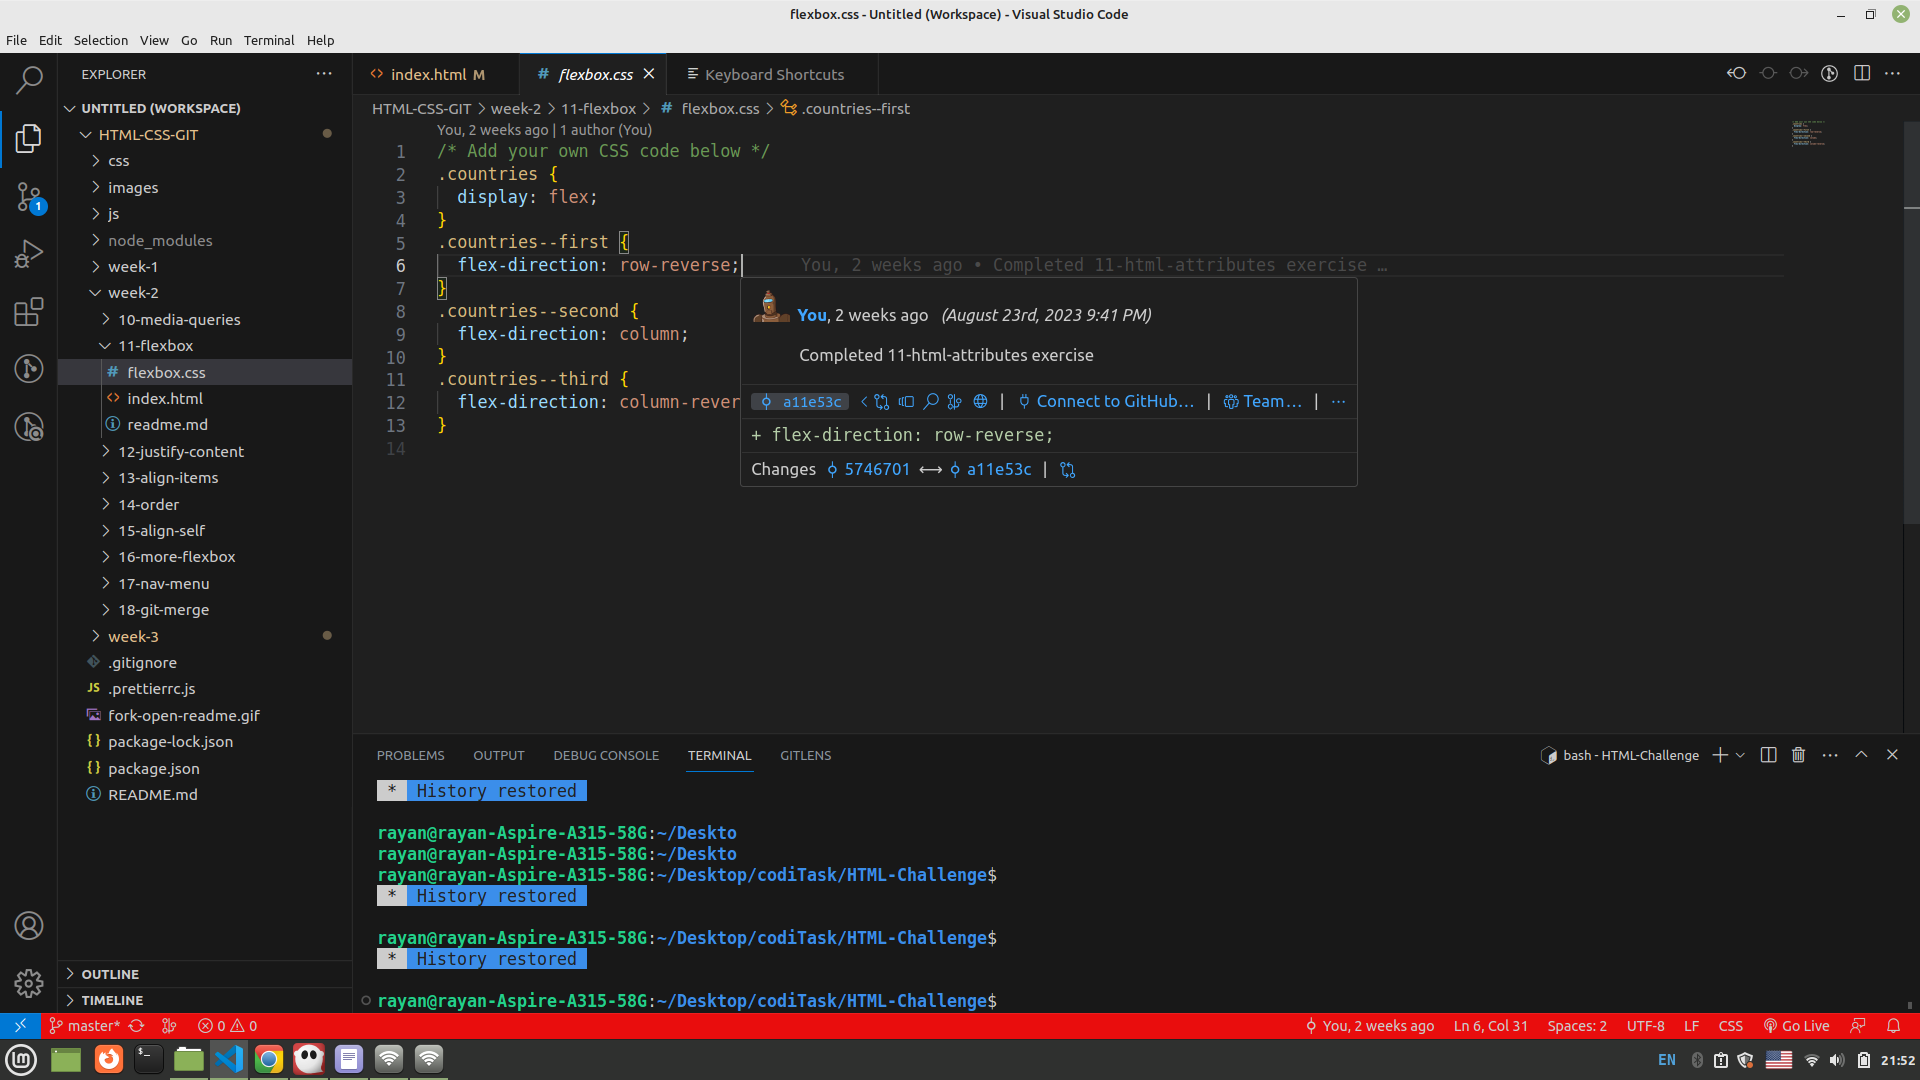 flexbox.css - Untitled (Workspace) - Visual Studio Code
File Edit Selection View Go Run Terminal Help
EXPLORER
UNTITLED (WORKSPACE)
HTML-CSS-GIT
css
images
js
node_modules
week-1
week-2
10-media-queries
11-flexbox
flexbox.css
index.html
readme.md
12-justify-content
13-align-items
14-order
15-align-self
16-more-flexbox
17-nav-menu
18-git-merge
week-3
.gitignore
JS .prettierrc.js
fork-open-readme.gif
{} package-lock.json
{} package.json
README.md
OUTLINE
TIMELINE
1
index.html M
# flexbox.css
Keyboard Shortcuts
HTML-CSS-GIT > week-2 > 11-flexbox > # flexbox.css > .countries--first
You, 2 weeks ago | 1 author (You)
1 /* Add your own CSS code below */
2 .countries {
3 display: flex;
4 }
5 .countries--first {
6 flex-direction: row-reverse; You, 2 weeks ago • Completed 11-html-attributes exercise …
7 }
8 .countries--second {
9 flex-direction: column;
10 }
11 .countries--third {
12 flex-direction: column-rever
13 }
14
You, 2 weeks ago (August 23rd, 2023 9:41 PM)
Completed 11-html-attributes exercise
a11e53c | Connect to GitHub... | Team... | ...
+ flex-direction: row-reverse;
Changes 5746701 ⟷ a11e53c |
PROBLEMS OUTPUT DEBUG CONSOLE TERMINAL GITLENS
bash - HTML-Challenge
* History restored
rayan@rayan-Aspire-A315-58G:~/Deskto
rayan@rayan-Aspire-A315-58G:~/Deskto
rayan@rayan-Aspire-A315-58G:~/Desktop/codiTask/HTML-Challenge$
* History restored
rayan@rayan-Aspire-A315-58G:~/Desktop/codiTask/HTML-Challenge$
* History restored
rayan@rayan-Aspire-A315-58G:~/Desktop/codiTask/HTML-Challenge$
master* 0 0
You, 2 weeks ago Ln 6, Col 31 Spaces: 2 UTF-8 LF CSS Go Live
EN 21:52